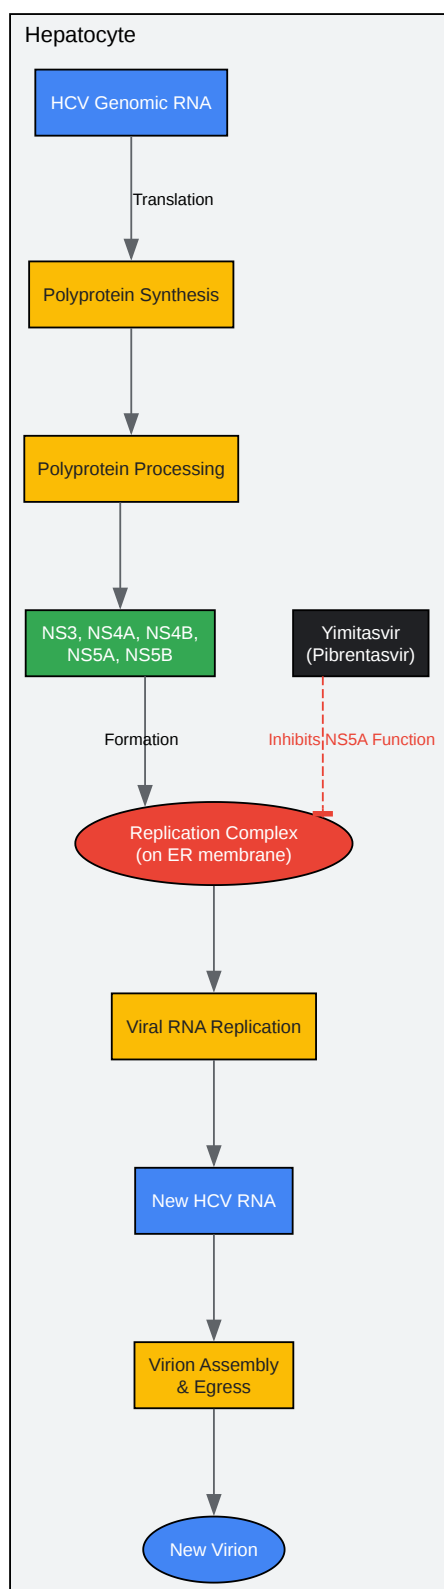 Hepatocyte
HCV Genomic RNA
Translation
Polyprotein Synthesis
Polyprotein Processing
NS3, NS4A, NS4B,
NS5A, NS5B
Yimitasvir
(Pibrentasvir)
Formation
Inhibits NS5A Function
Replication Complex
(on ER membrane)
Viral RNA Replication
New HCV RNA
Virion Assembly
& Egress
New Virion